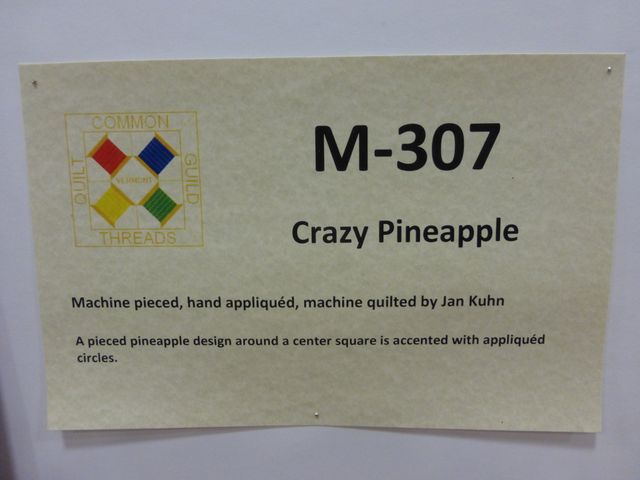 COMMON
QUILT
GUILD
VERMONT
THREADS
M-307
Crazy Pineapple
Machine pieced, hand appliquéd, machine quilted by Jan Kuhn
A pieced pineapple design around a center square is accented with appliquéd
circles.